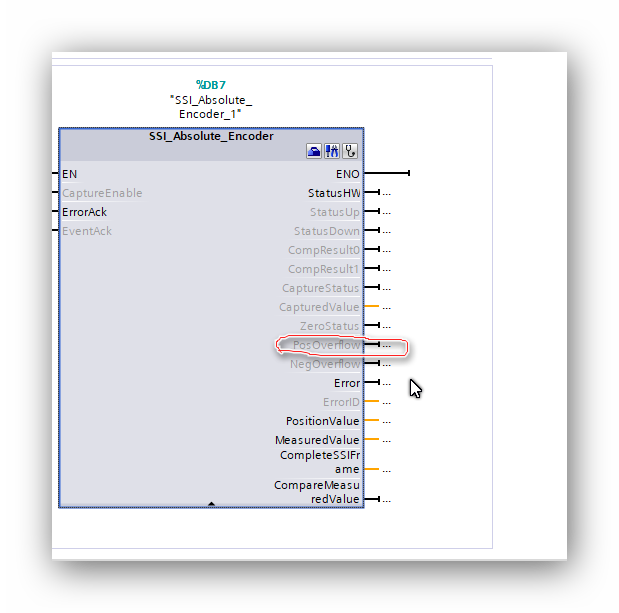 %DB7
"SSI_Absolute_
Encoder_1"
SSI_Absolute_Encoder
EN
ENO
CaptureEnable
StatusHW
...
ErrorAck
StatusUp
...
EventAck
StatusDown
...
CompResult0
...
CompResult1
...
CaptureStatus
...
CapturedValue
...
ZeroStatus
...
PosOverflow
...
NegOverflow
...
Error
...
ErrorID
...
PositionValue
...
MeasuredValue
...
CompleteSSIFr
ame
...
CompareMeasu
redValue
...